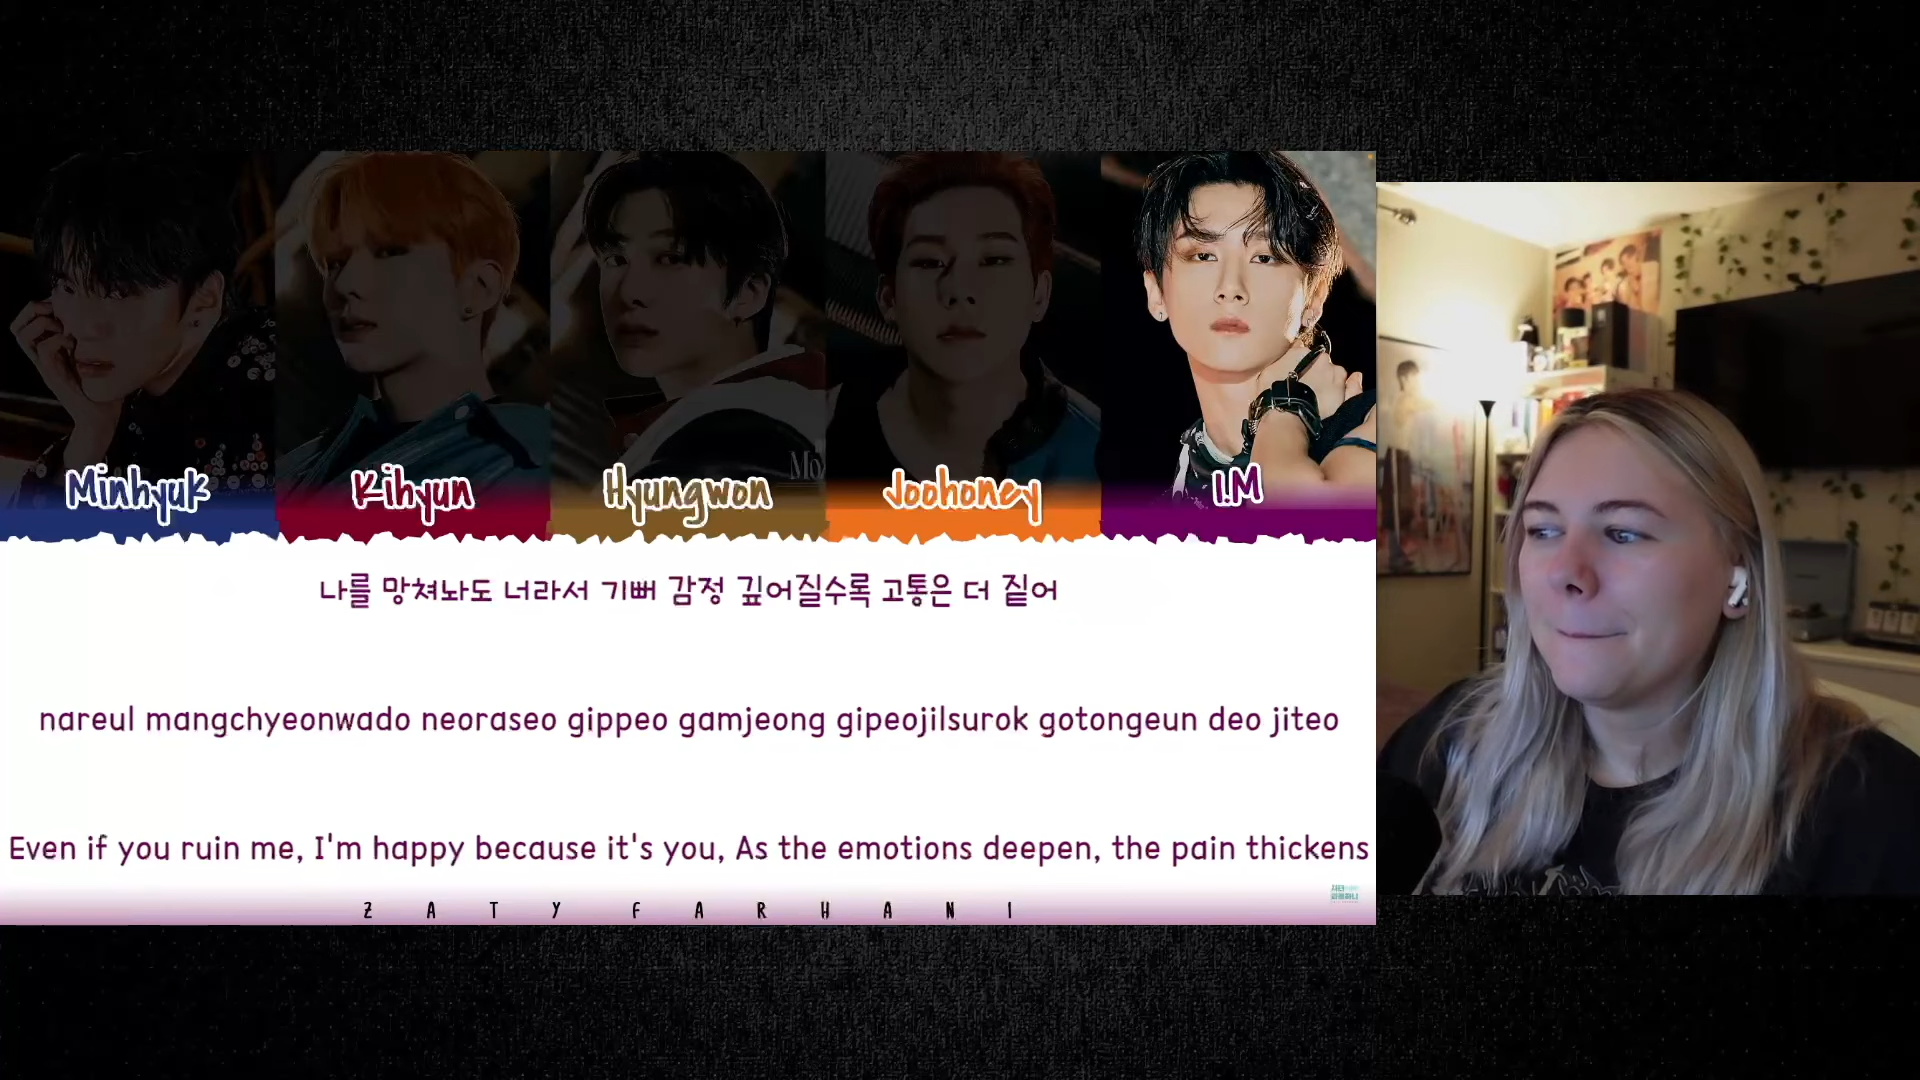 Minhyuk Kihyun Hyungwon Joohoney I.M
나를 망쳐놔도 너라서 기뻐 감정 깊어질수록 고통은 더 짙어
nareul mangchyeonwado neoraseo gippeo gamjeong gipeojilsurok gotongeun deo jiteo
Even if you ruin me, I'm happy because it's you, As the emotions deepen, the pain thickens
ZATY FARHANI